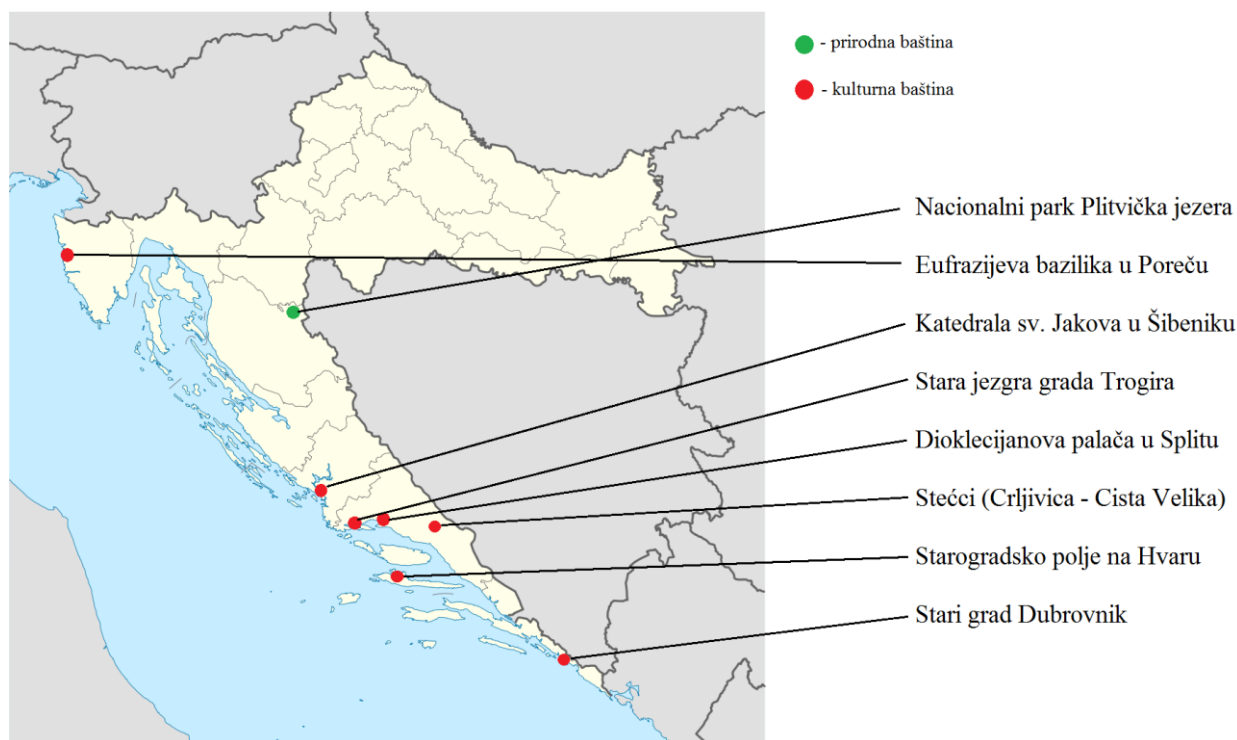 - prirodna baština
- kulturna baština
Nacionalni park Plitvička jezera
Eufrazijeva bazilika u Poreču
Katedrala sv. Jakova u Šibeniku
Stara jezgra grada Trogira
Dioklecijanova palača u Splitu
Stećci (Crljivica - Cista Velika)
Starogradsko polje na Hvaru
Stari grad Dubrovnik